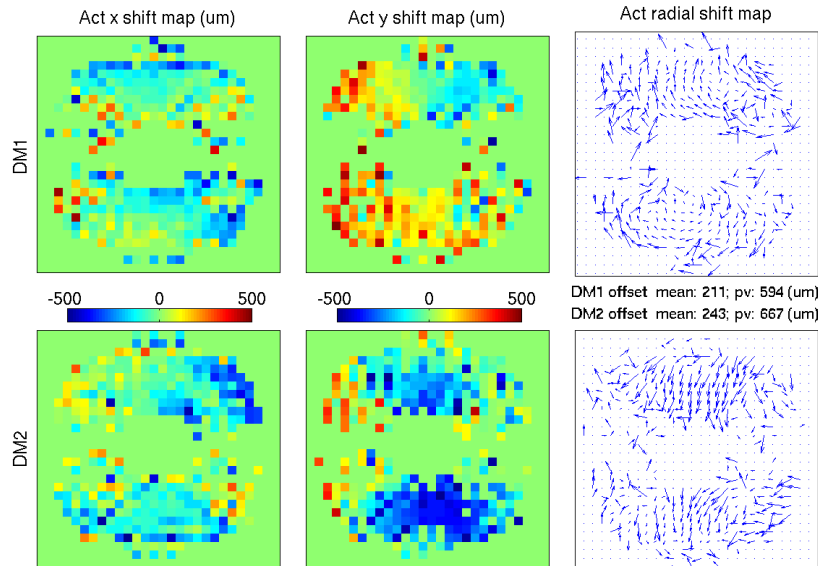 Act x shift map (um)
Act y shift map (um)
Act radial shift map
DM1
-500 0 500
-500 0 500
DM1 offset mean: 211; pv: 594 (um)
DM2 offset mean: 243; pv: 667 (um)
DM2